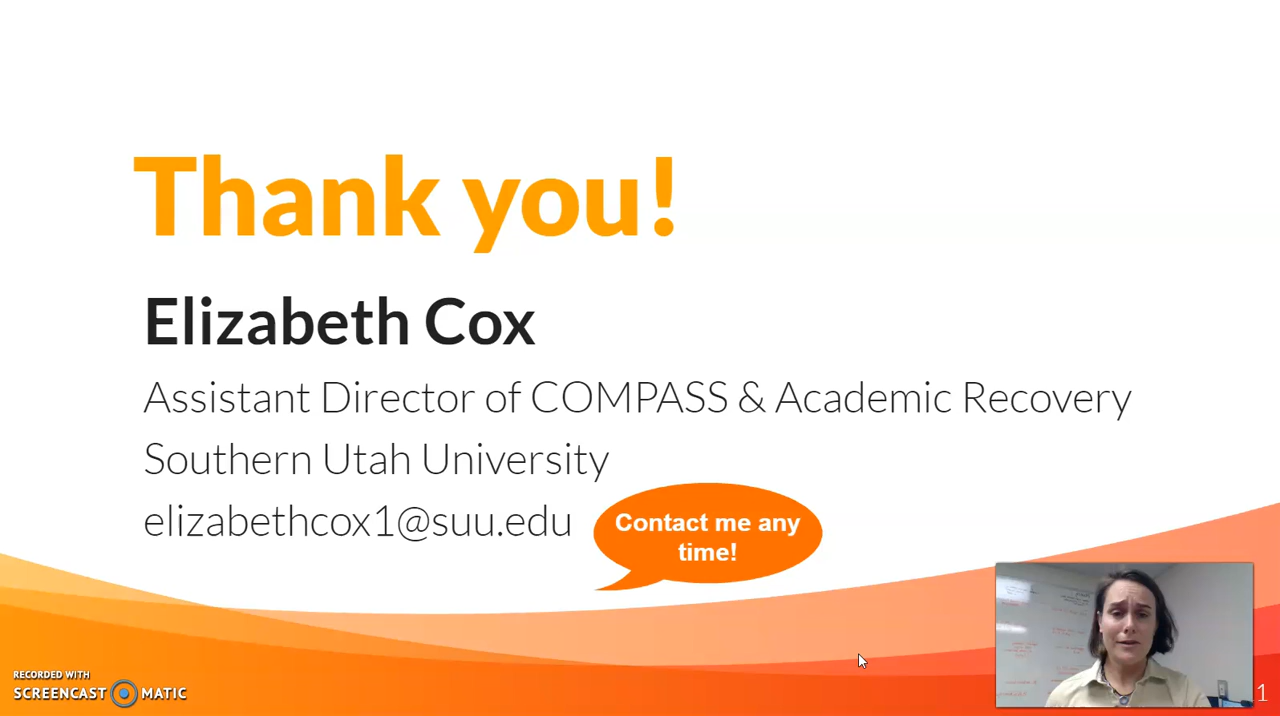 Thank you!
Elizabeth Cox
Assistant Director of COMPASS & Academic Recovery
Southern Utah University
elizabethcox1@suu.edu
Contact me any
time!
RECORDED WITH
SCREENCAST MATIC
1